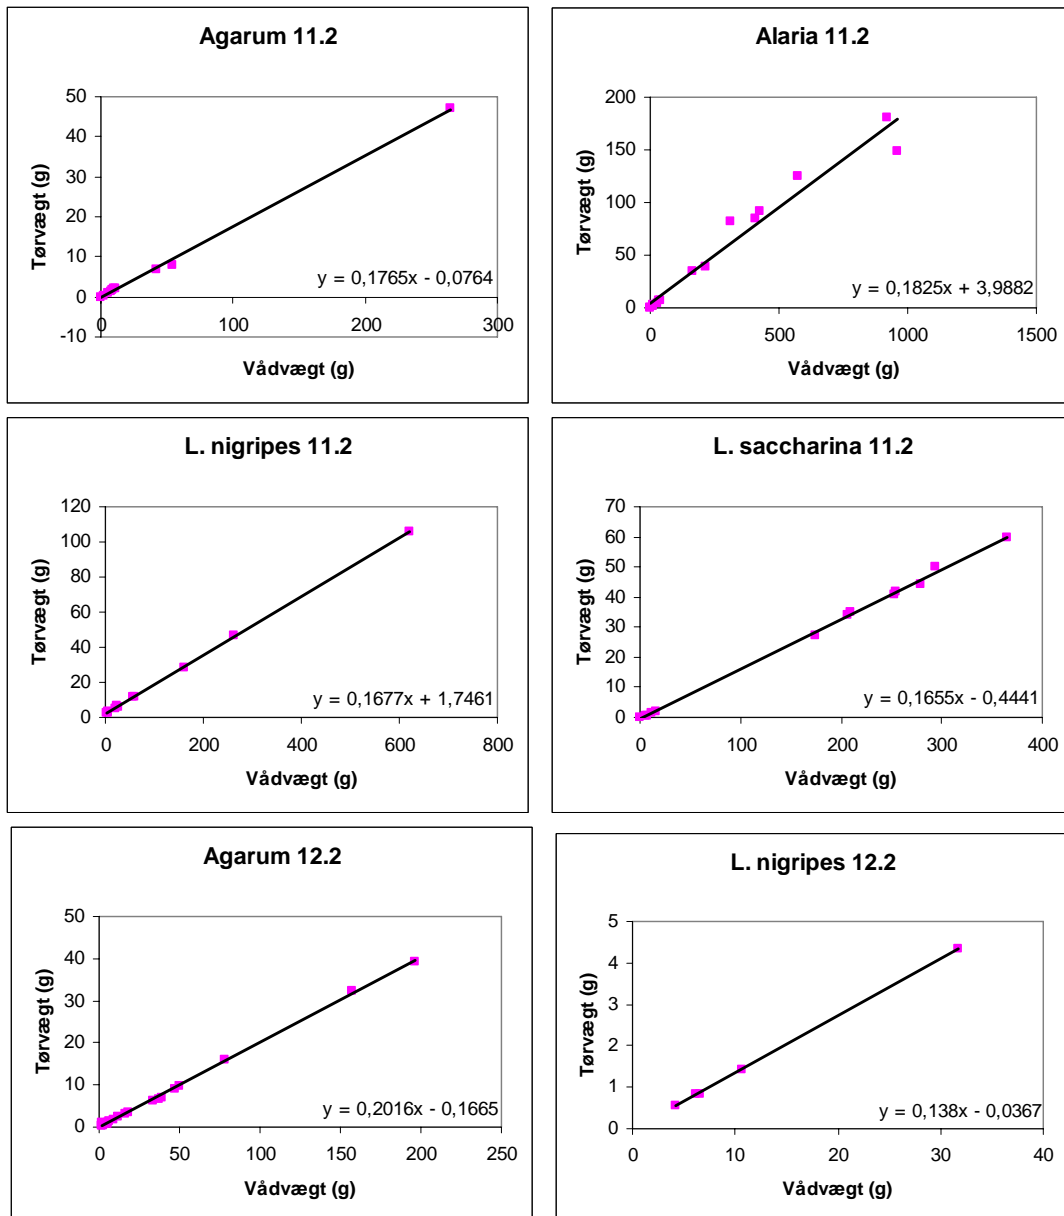 Agarum 11.2
50
40
30
20
10
0
-10
0 100 200 300
Tørvægt (g)
Vådvægt (g)
y = 0,1765x - 0,0764
Alaria 11.2
200
150
100
50
0
0 500 1000 1500
Tørvægt (g)
Vådvægt (g)
y = 0,1825x + 3,9882
L. nigripes 11.2
120
100
80
60
40
20
0
0 200 400 600 800
Tørvægt (g)
Vådvægt (g)
y = 0,1677x + 1,7461
L. saccharina 11.2
70
60
50
40
30
20
10
0
0 100 200 300 400
Tørvægt (g)
Vådvægt (g)
y = 0,1655x - 0,4441
Agarum 12.2
50
40
30
20
10
0
0 50 100 150 200 250
Tørvægt (g)
Vådvægt (g)
y = 0,2016x - 0,1665
L. nigripes 12.2
5
4
3
2
1
0
0 10 20 30 40
Tørvægt (g)
Vådvægt (g)
y = 0,138x - 0,0367